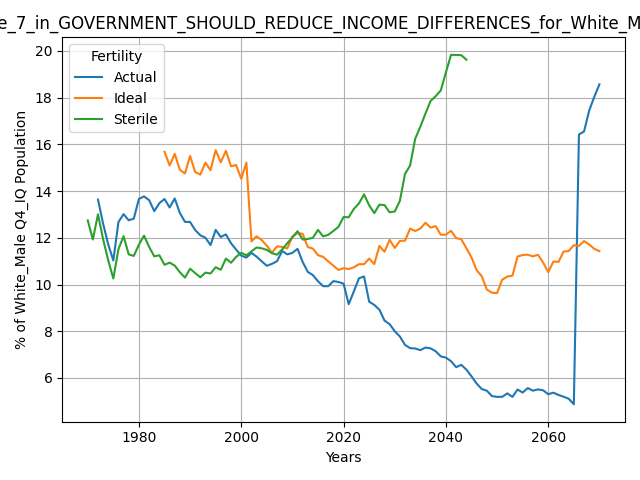 e_7_in_GOVERNMENT_SHOULD_REDUCE_INCOME_DIFFERENCES_for_White_M
Fertility
Actual
Ideal
Sterile
20
18
16
14
12
10
8
6
% of White_Male Q4_IQ Population
1980
2000
2020
2040
2060
Years